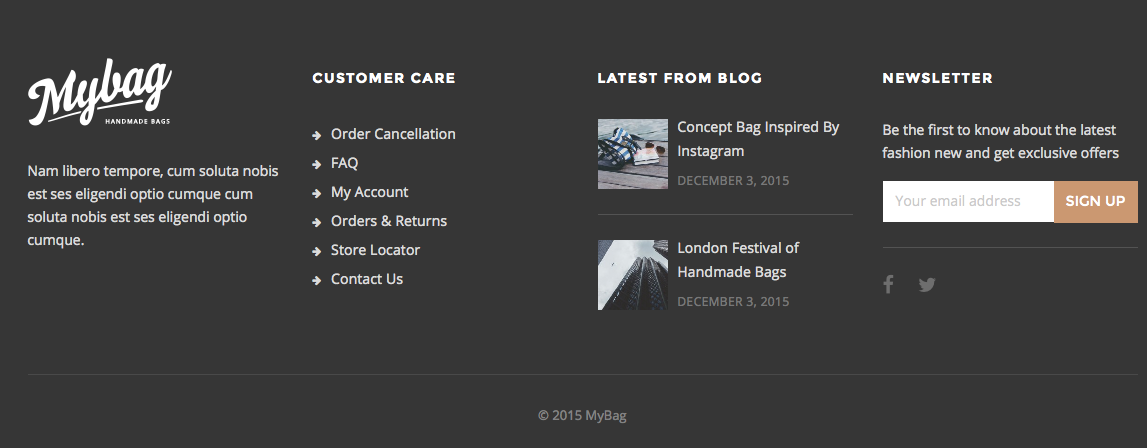 Mybag
HANDMADE BAGS
Nam libero tempore, cum soluta nobis
est ses eligendi optio cumque cum
soluta nobis est ses eligendi optio
cumque.
CUSTOMER CARE
Order Cancellation
FAQ
My Account
Orders & Returns
Store Locator
Contact Us
LATEST FROM BLOG
Concept Bag Inspired By
Instagram
DECEMBER 3, 2015
London Festival of
Handmade Bags
DECEMBER 3, 2015
NEWSLETTER
Be the first to know about the latest
fashion new and get exclusive offers
Your email address
SIGN UP
© 2015 MyBag